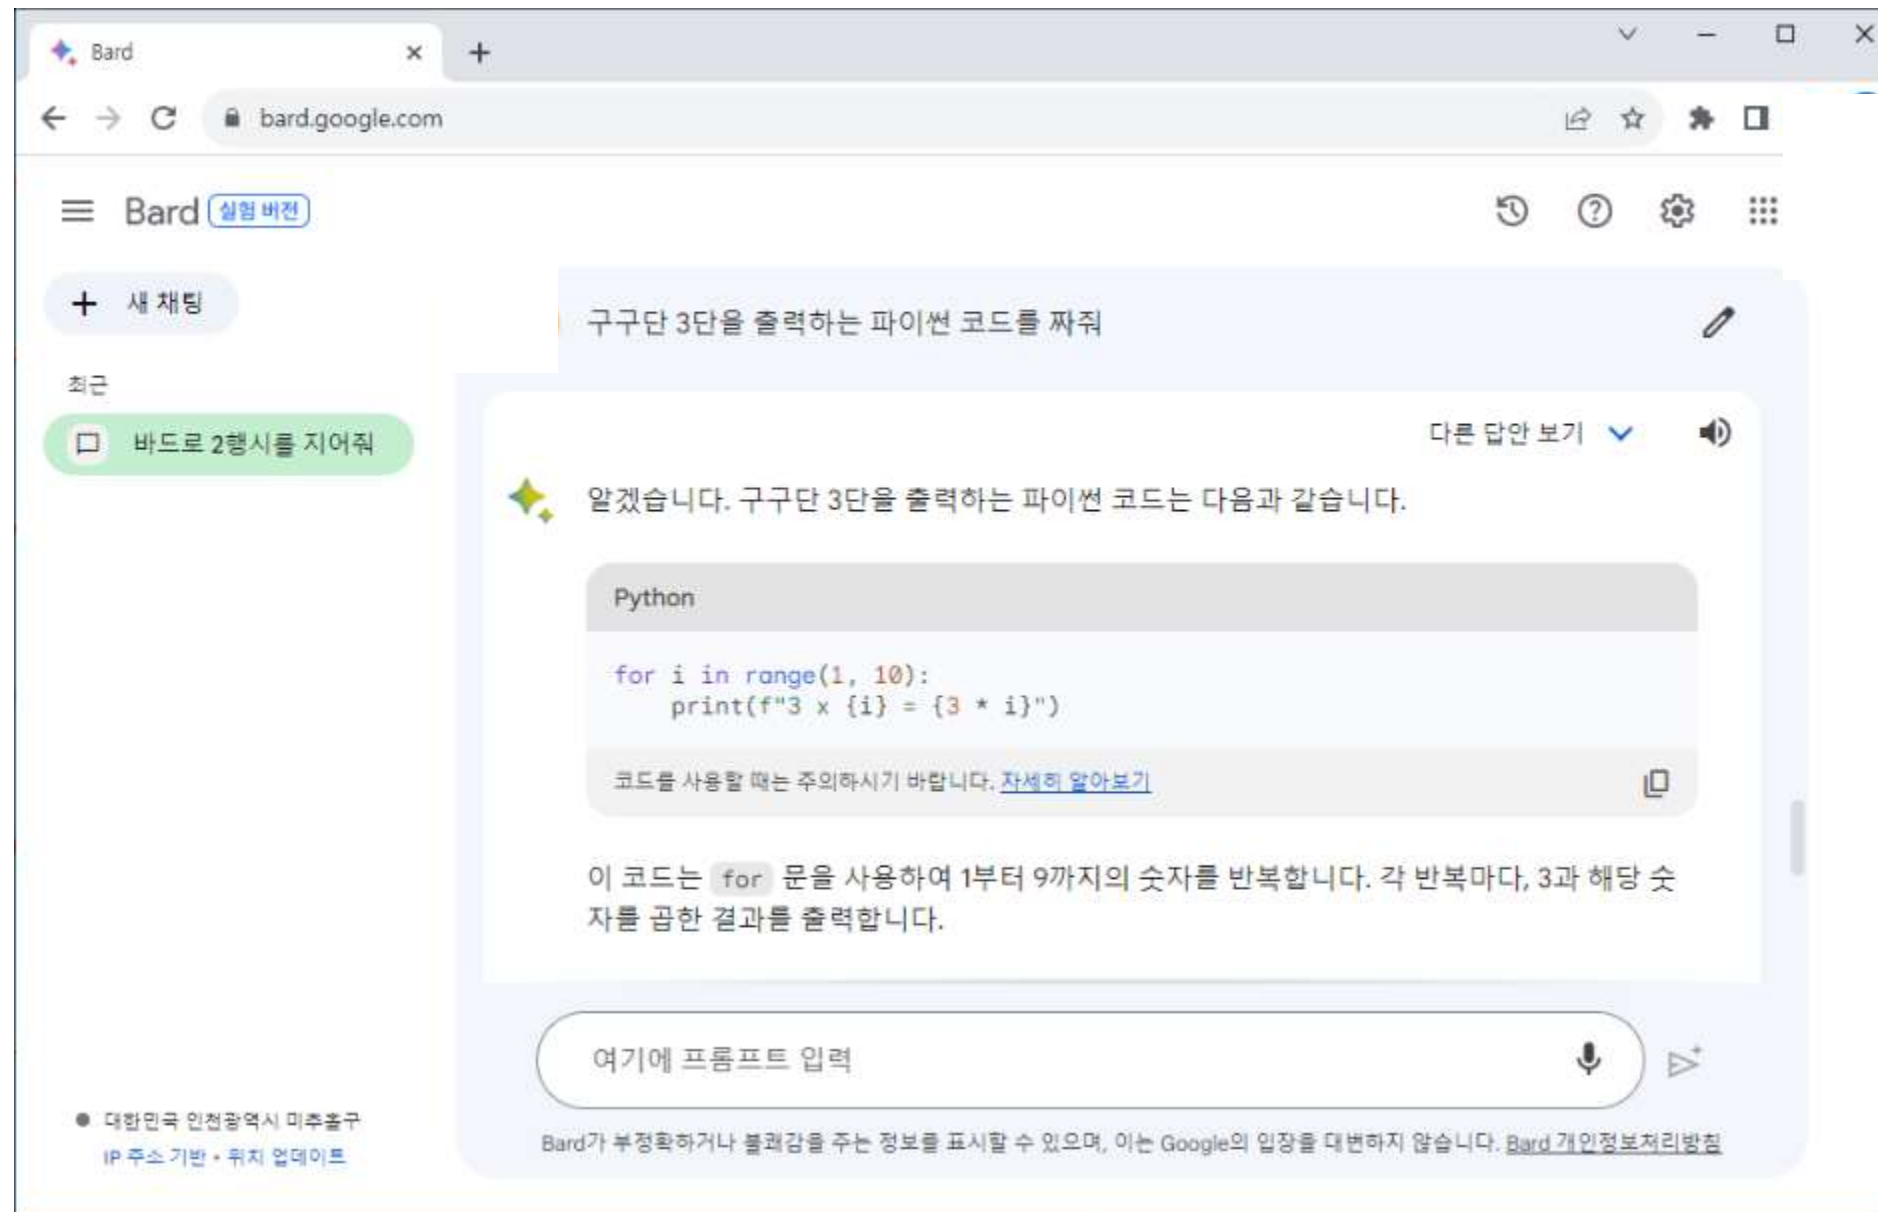 Bard
bard.google.com
Bard 실험 버전
새 채팅
최근
바드로 2행시를 지어줘
구구단 3단을 출력하는 파이썬 코드를 짜줘
다른 답안 보기
알겠습니다. 구구단 3단을 출력하는 파이썬 코드는 다음과 같습니다.
Python
for i in range(1, 10):
    print(f"3 x {i} = {3 * i}")
코드를 사용할 때는 주의하시기 바랍니다. 자세히 알아보기
이 코드는 for 문을 사용하여 1부터 9까지의 숫자를 반복합니다. 각 반복마다, 3과 해당 숫
자를 곱한 결과를 출력합니다.
여기에 프롬프트 입력
대한민국 인천광역시 미추홀구
IP 주소 기반 • 위치 업데이트
Bard가 부정확하거나 불쾌감을 주는 정보를 표시할 수 있으며, 이는 Google의 입장을 대변하지 않습니다. Bard 개인정보처리방침